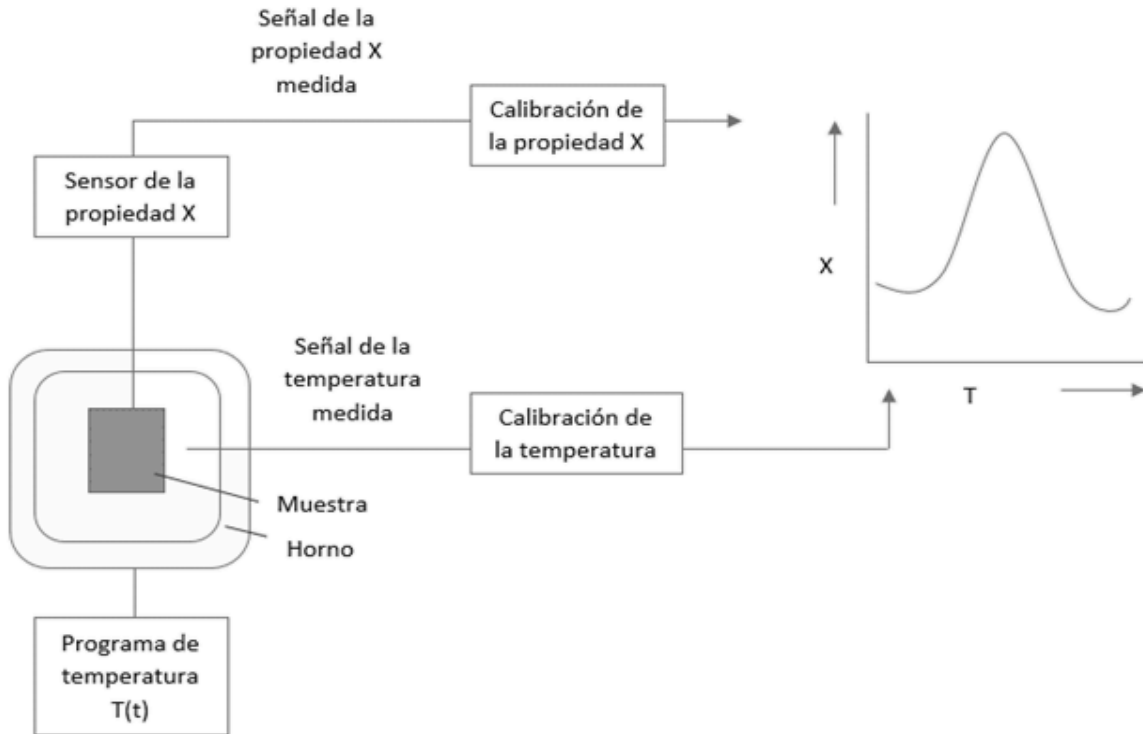 Señal de la
propiedad X
medida
Calibración de
la propiedad X
Sensor de la
propiedad X
X
T
Señal de la
temperatura
medida
Calibración de
la temperatura
Muestra
Horno
Programa de
temperatura
T(t)